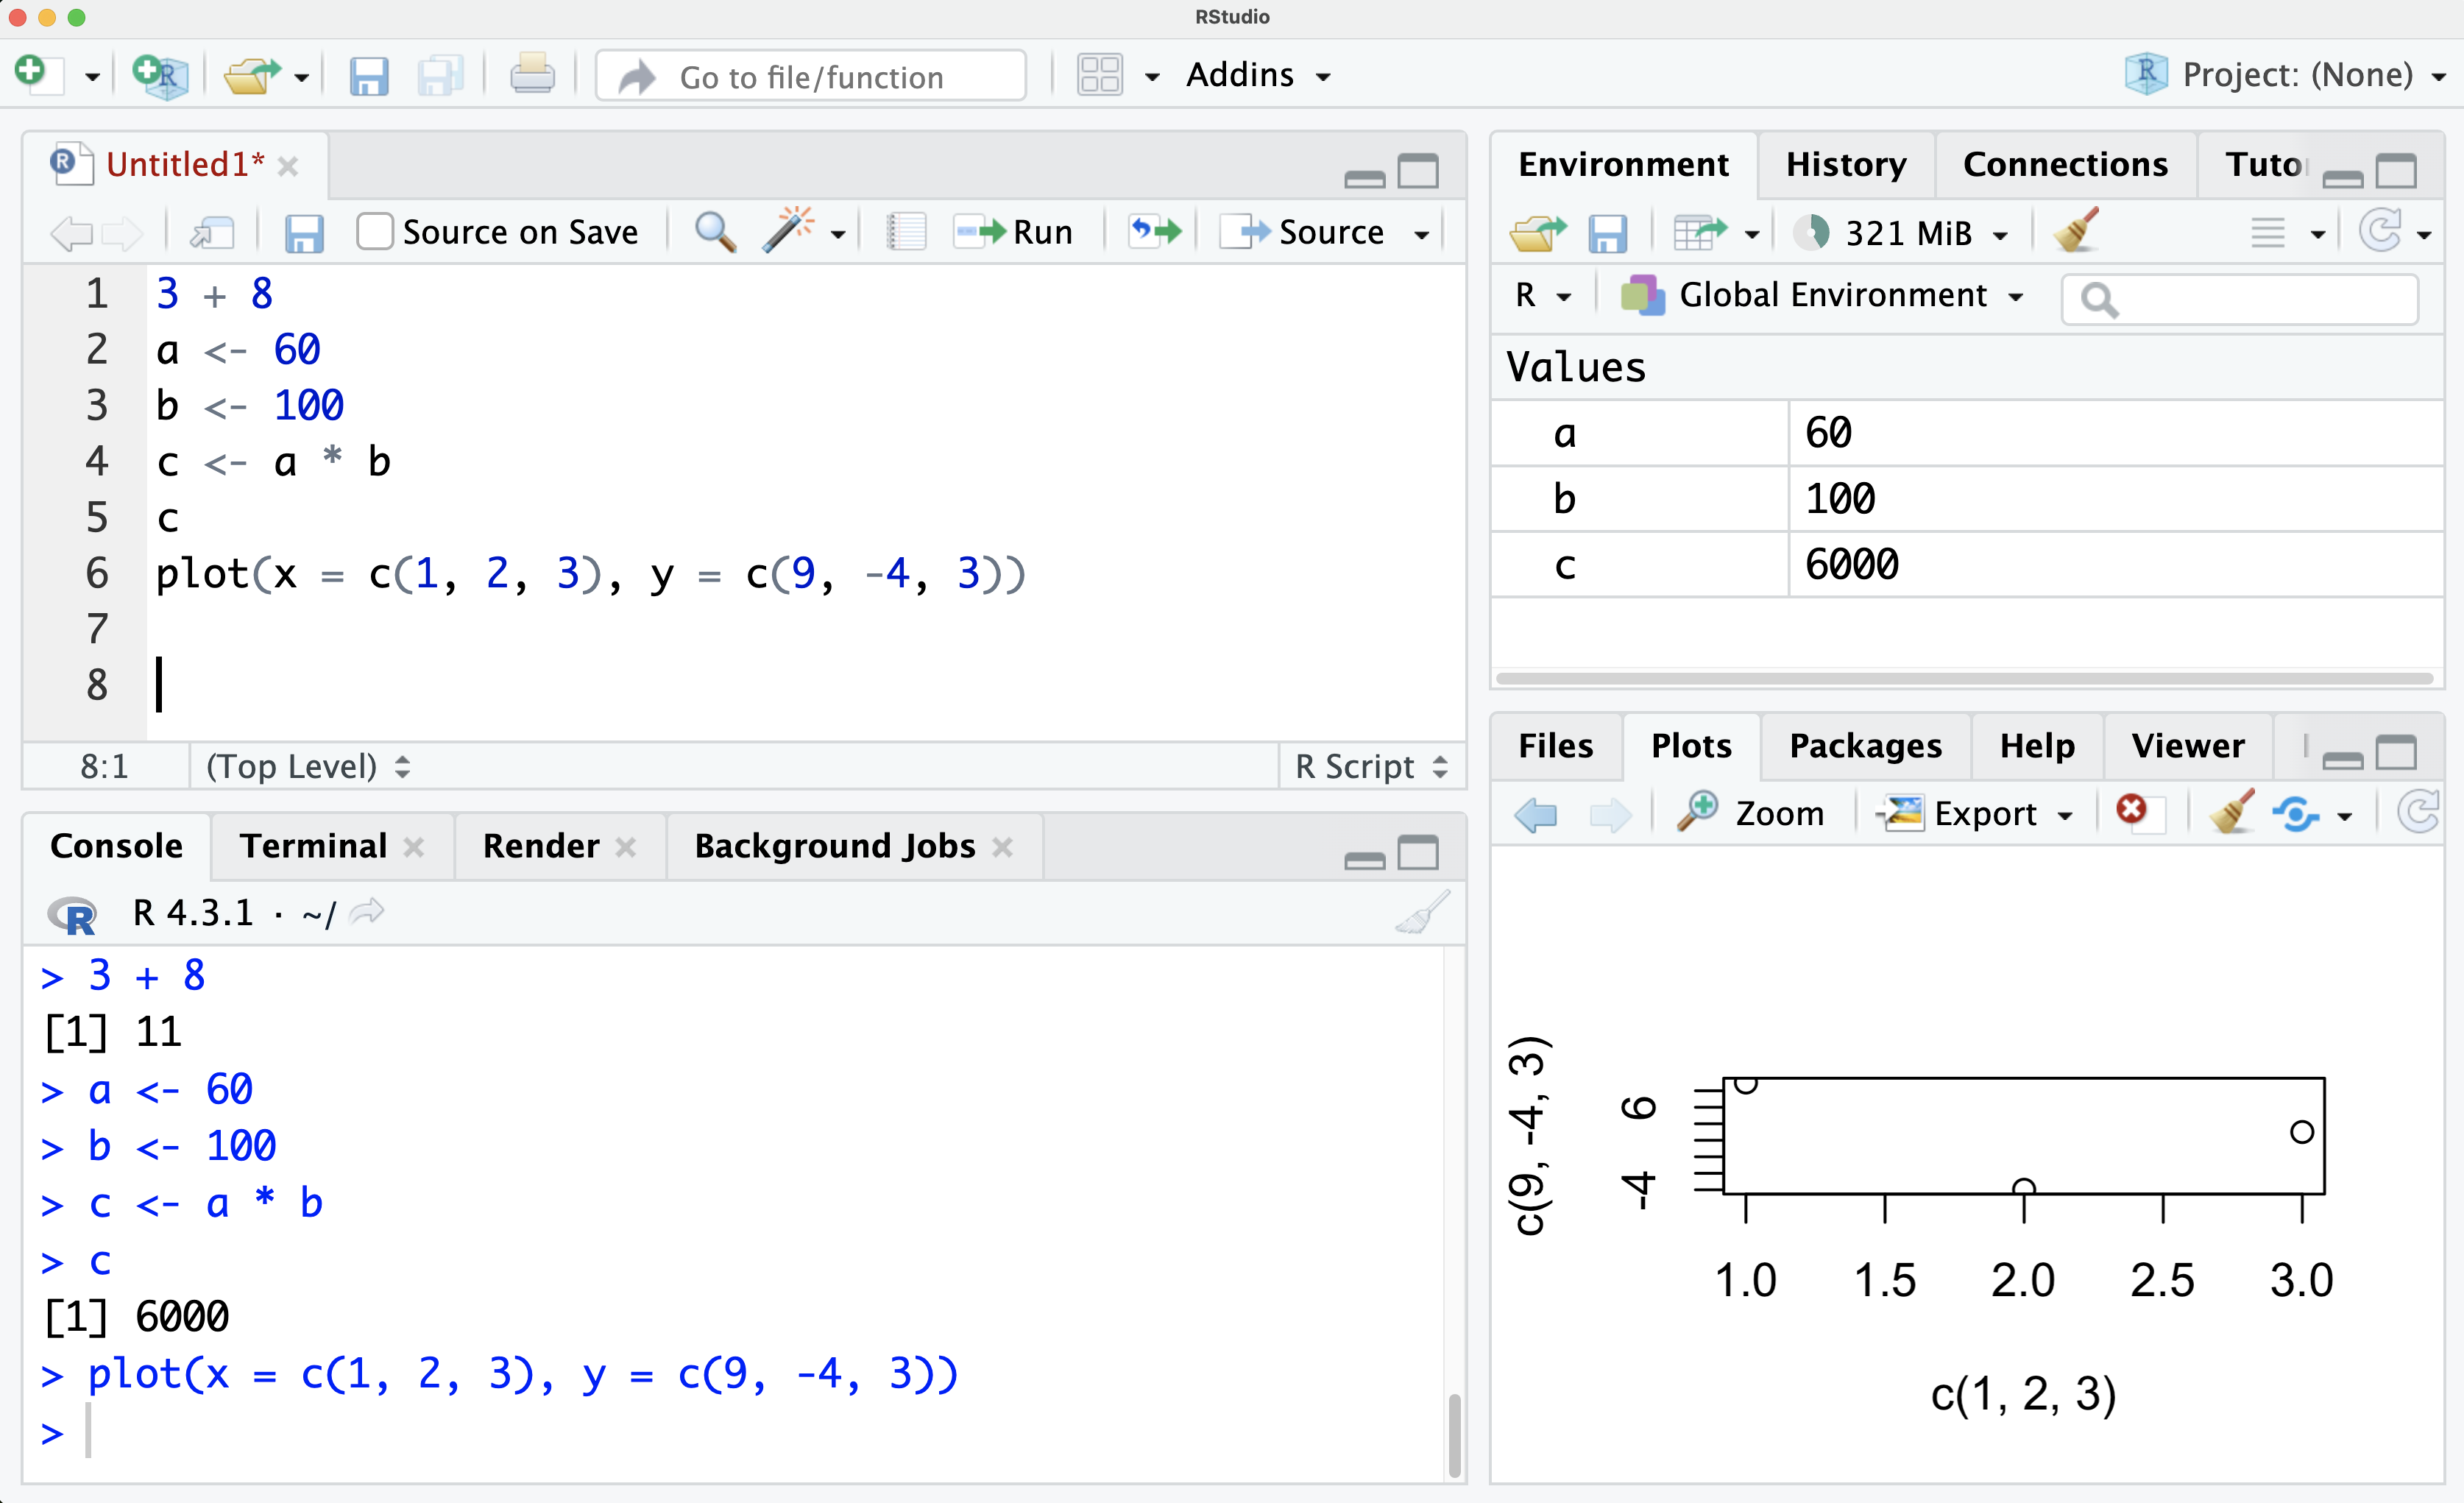 RStudio
Go to file/function
Addins
Project: (None)
Untitled1*
Source on Save
Run
Source
1 3 + 8
2 a <- 60
3 b <- 100
4 c <- a * b
5 c
6 plot(x = c(1, 2, 3), y = c(9, -4, 3))
7
8
8:1
(Top Level)
R Script
Console
Terminal
Render
Background Jobs
R 4.3.1 · ~/
> 3 + 8
[1] 11
> a <- 60
> b <- 100
> c <- a * b
> c
[1] 6000
> plot(x = c(1, 2, 3), y = c(9, -4, 3))
>
Environment
History
Connections
Tuto
321 MiB
R
Global Environment
Values
a 60
b 100
c 6000
Files
Plots
Packages
Help
Viewer
Zoom
Export
c(9, -4, 3)
6
-4
1.0 1.5 2.0 2.5 3.0
c(1, 2, 3)